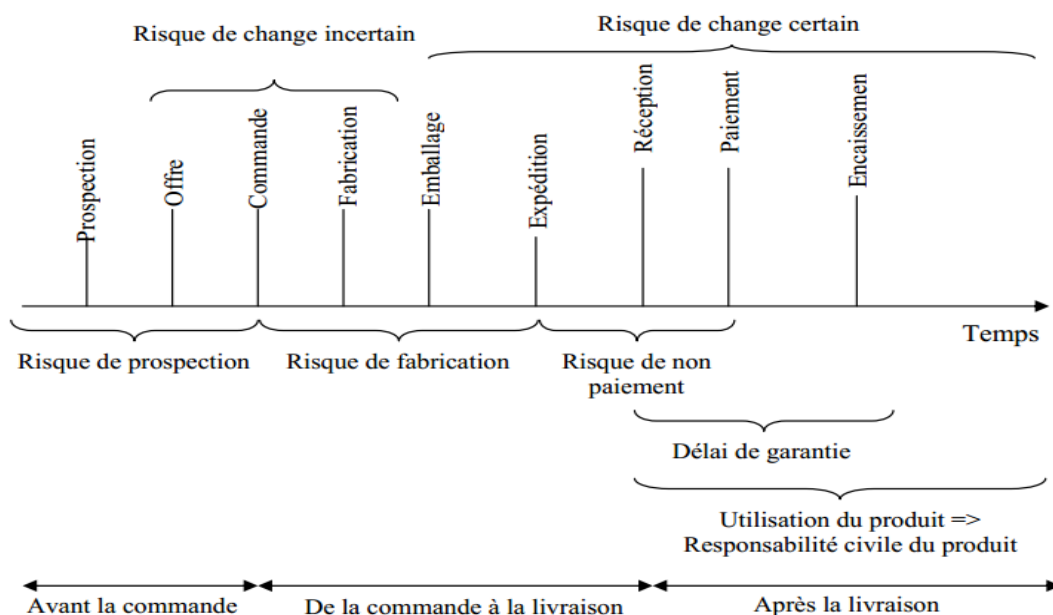 Risque de change incertain
Risque de change certain
Prospection
Offre
Commande
Fabrication
Emballage
Expédition
Réception
Paiement
Encaissemen
Temps
Risque de prospection
Risque de fabrication
Risque de non
paiement
Délai de garantie
Utilisation du produit =>
Responsabilité civile du produit
Avant la commande
De la commande à la livraison
Après la livraison